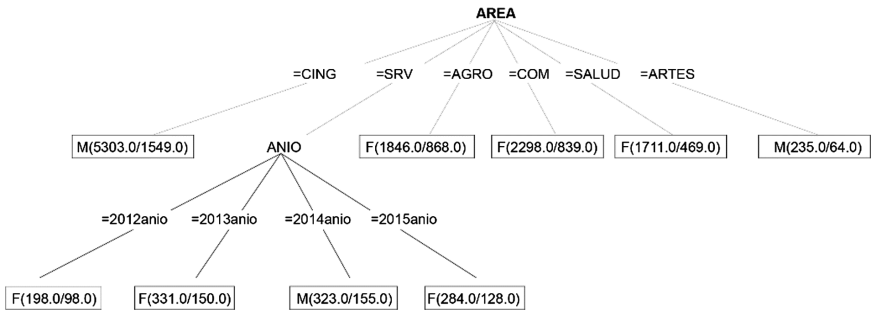 AREA
=CING =SRV =AGRO =COM =SALUD =ARTES
M(5303.0/1549.0) ANIO F(1846.0/868.0) F(2298.0/839.0) F(1711.0/469.0) M(235.0/64.0)
=2012anio =2013anio =2014anio =2015anio
F(198.0/98.0) F(331.0/150.0) M(323.0/155.0) F(284.0/128.0)